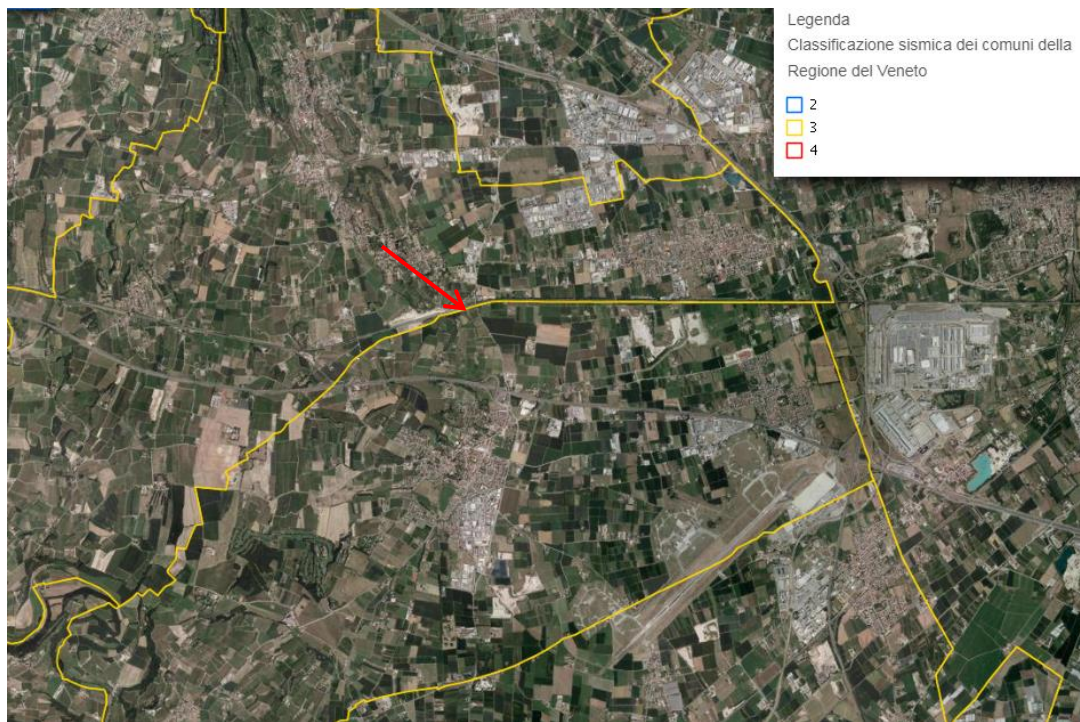 Legenda
Classificazione sismica dei comuni della
Regione del Veneto
2
3
4